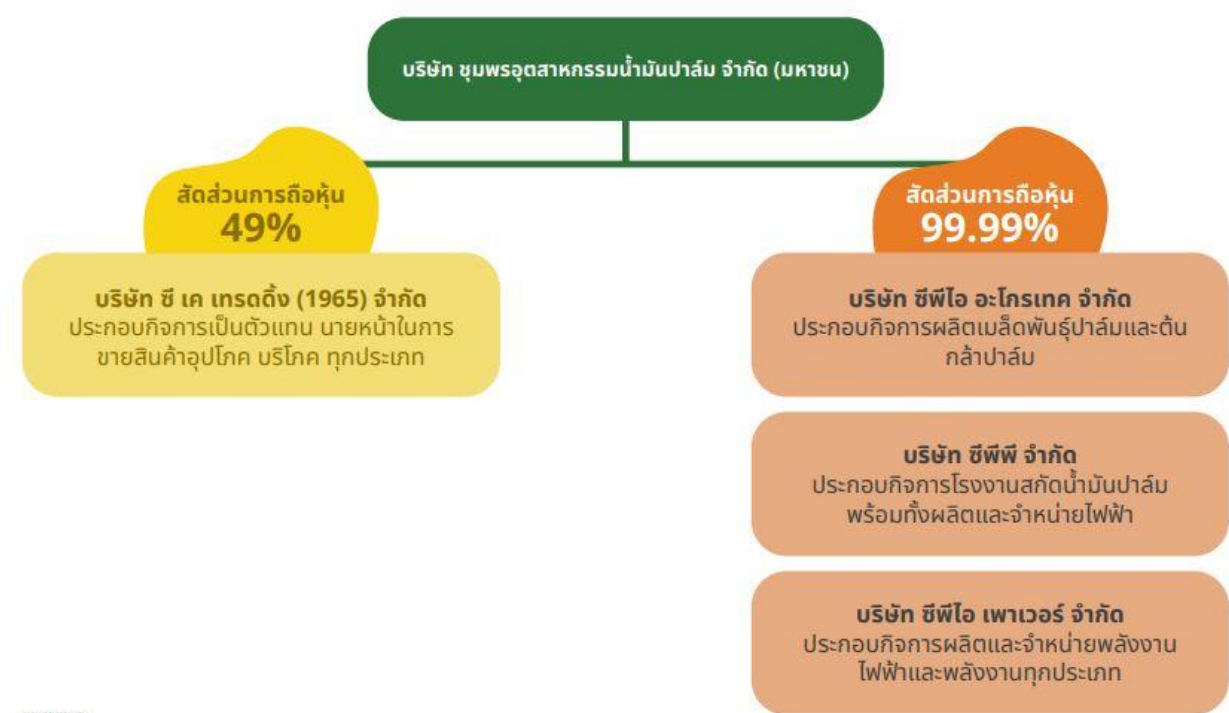 บริษัท ชุมพรอุตสาหกรรมน้ำมันปาล์ม จำกัด (มหาชน)
สัดส่วนการถือหุ้น
49%
บริษัท ซี เค เทรดดิ้ง (1965) จำกัด
ประกอบกิจการเป็นตัวแทน นายหน้าในการ
ขายสินค้าอุปโภค บริโภค ทุกประเภท
สัดส่วนการถือหุ้น
99.99%
บริษัท ซีพีไอ อะโกรเทค จำกัด
ประกอบกิจการผลิตเมล็ดพันธุ์ปาล์มและต้น
กล้าปาล์ม
บริษัท ซีพีพี จำกัด
ประกอบกิจการโรงงานสกัดน้ำมันปาล์ม
พร้อมทั้งผลิตและจำหน่ายไฟฟ้า
บริษัท ซีพีไอ เพาเวอร์ จำกัด
ประกอบกิจการผลิตและจำหน่ายพลังงาน
ไฟฟ้าและพลังงานทุกประเภท